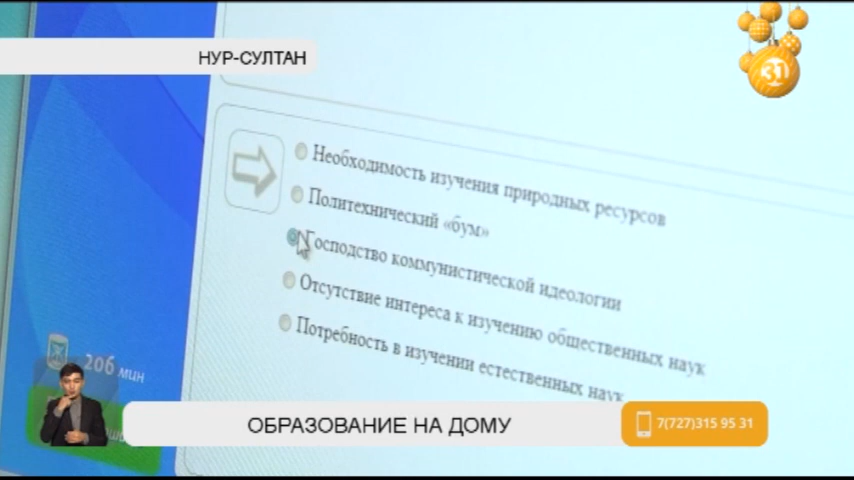 НУР-СУЛТАН
31
Необходимость изучения природных ресурсов
Политехнический «бум»
Господство коммунистической идеологии
Отсутствие интереса к изучению общественных наук
Потребность в изучении естественных наук
206 мин
ОБРАЗОВАНИЕ НА ДОМУ
7(727)315 95 31